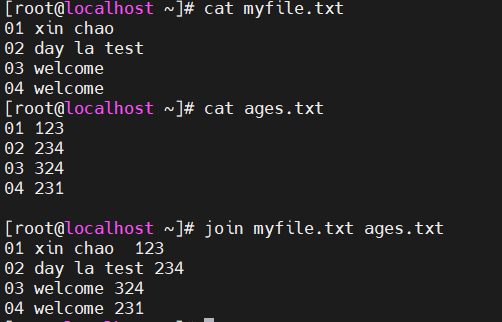 [root@localhost ~]# cat myfile.txt
01 xin chao
02 day la test
03 welcome
04 welcome
[root@localhost ~]# cat ages.txt
01 123
02 234
03 324
04 231
[root@localhost ~]# join myfile.txt ages.txt
01 xin chao  123
02 day la test 234
03 welcome 324
04 welcome 231